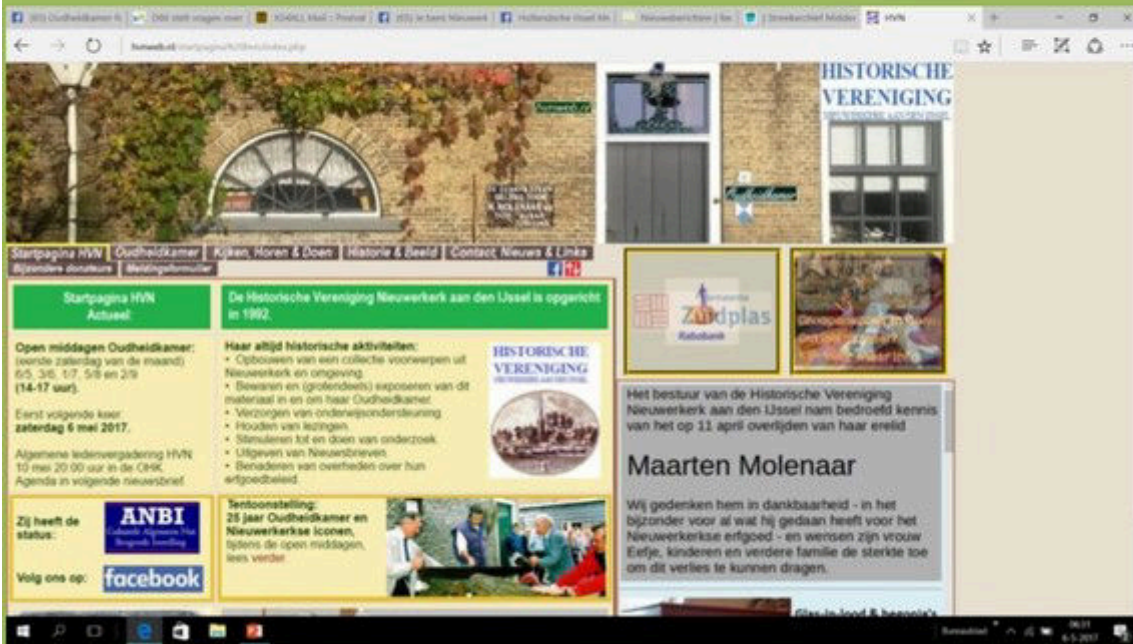 HVN
HISTORISCHE
VERENIGING
Startpagina HVN
Oudheidkamer
Kijken, Horen & Doen
Historie & Beeld
Contact, Nieuws & Links
Bijzondere donateurs
Meldingsformulier
Startpagina HVN
Actueel:
Open middagen Oudheidkamer:
(eerste zaterdag van de maand)
6/5, 3/6, 1/7, 5/8 en 2/9
(14-17 uur).
Eerst volgende keer:
zaterdag 6 mei 2017.
Algemene ledenvergadering HVN
10 mei 20.00 uur in de OHK.
Agenda in volgende nieuwsbrief.
Zij heeft de
status:
ANBI
Volg ons op:
facebook
De Historische Vereniging Nieuwerkerk aan den IJssel is opgericht
in 1992.
Haar altijd historische aktiviteiten:
• Opbouwen van een collectie voorwerpen uit
Nieuwerkerk en omgeving.
• Bewaren en (grotendeels) exposeren van dit
materiaal in en om haar Oudheidkamer.
• Verzorgen van onderwijsondersteuning.
• Houden van lezingen.
• Stimuleren tot en doen van onderzoek.
• Uitgeven van Nieuwsbrieven.
• Benaderen van overheden over hun
erfgoedbeleid.
HISTORISCHE
VERENIGING
Tentoonstelling:
25 jaar Oudheidkamer en
Nieuwerkerkse iconen,
tijdens de open middagen,
lees verder.
Zuidplas
Rabobank
Het bestuur van de Historische Vereniging
Nieuwerkerk aan den IJssel nam bedroefd kennis
van het op 11 april overlijden van haar erelid
Maarten Molenaar
Wij gedenken hem in dankbaarheid - in het
bijzonder voor al wat hij gedaan heeft voor het
Nieuwerkerkse erfgoed - en wensen zijn vrouw
Eefje, kinderen en verdere familie de sterkte toe
om dit verlies te kunnen dragen.
Glas-in-lood & begonia's